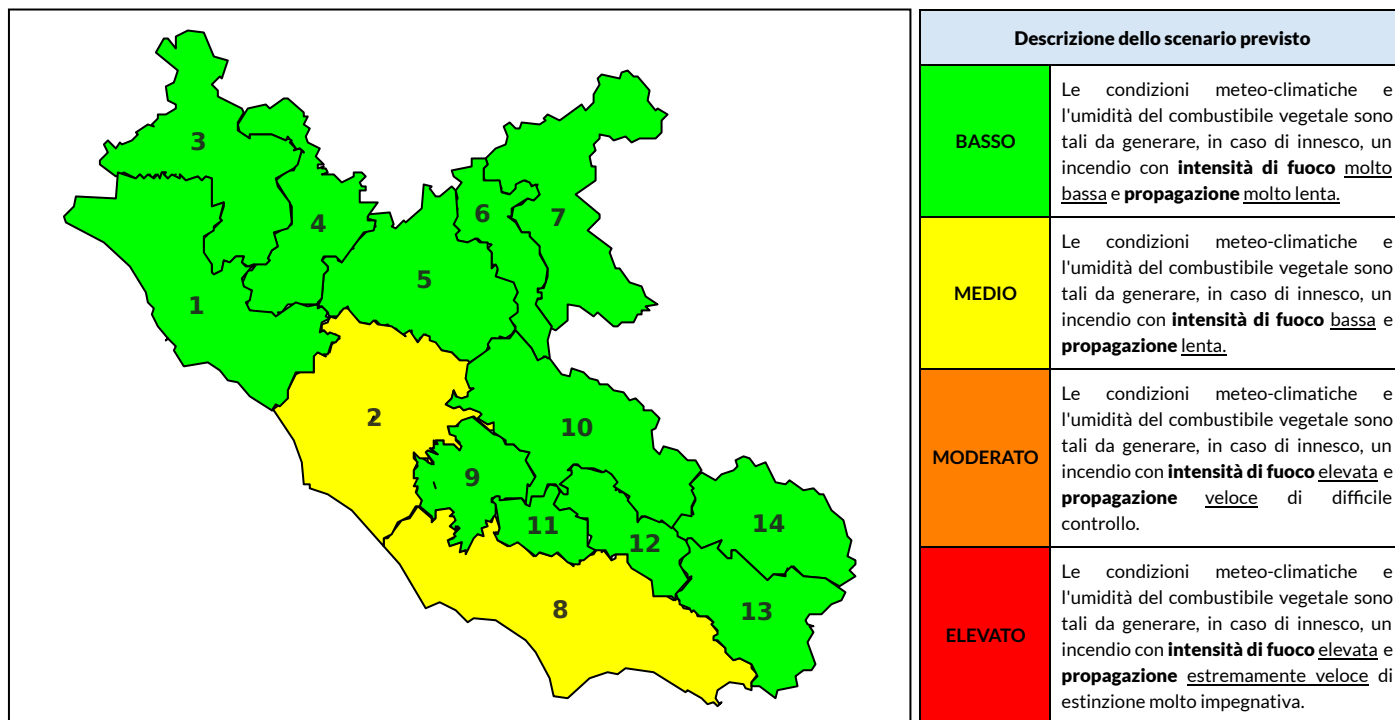 3
4
6
7
5
1
2
10
9
11
12
14
8
13
Descrizione dello scenario previsto
BASSO
Le condizioni meteo-climatiche e
l'umidità del combustibile vegetale sono
tali da generare, in caso di innesco, un
incendio con intensità di fuoco molto
bassa e propagazione molto lenta.
MEDIO
Le condizioni meteo-climatiche e
l'umidità del combustibile vegetale sono
tali da generare, in caso di innesco, un
incendio con intensità di fuoco bassa e
propagazione lenta.
MODERATO
Le condizioni meteo-climatiche e
l'umidità del combustibile vegetale sono
tali da generare, in caso di innesco, un
incendio con intensità di fuoco elevata e
propagazione veloce di difficile
controllo.
ELEVATO
Le condizioni meteo-climatiche e
l'umidità del combustibile vegetale sono
tali da generare, in caso di innesco, un
incendio con intensità di fuoco elevata e
propagazione estremamente veloce di
estinzione molto impegnativa.